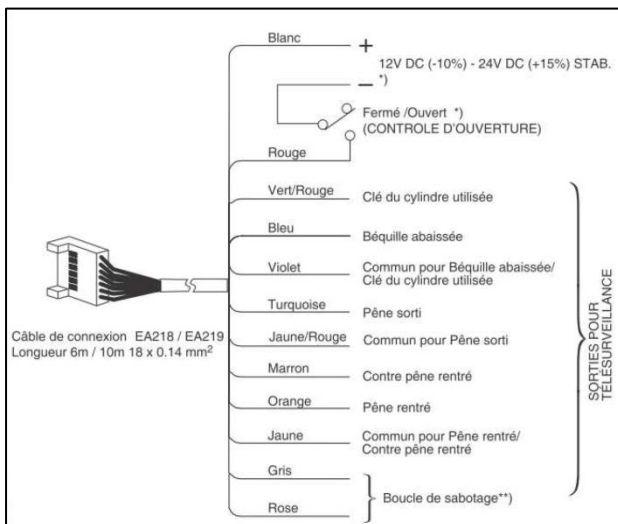 Blanc
+
12V DC (-10%) - 24V DC (+15%) STAB.
–
*)
Fermé /Ouvert *)
(CONTROLE D'OUVERTURE)
Rouge
Vert/Rouge
Clé du cylindre utilisée
Bleu
Béquille abaissée
Violet
Commun pour Béquille abaissée/
Clé du cylindre utilisée
Turquoise
Pêne sorti
Câble de connexion EA218 / EA219
Longueur 6m / 10m 18 x 0.14 mm²
Jaune/Rouge
Commun pour Pêne sorti
Marron
Contre pêne rentré
Orange
Pêne rentré
Jaune
Commun pour Pêne rentré/
Contre pêne rentré
Gris
Boucle de sabotage**)
Rose
SORTIES POUR
TÉLÉSURVEILLANCE